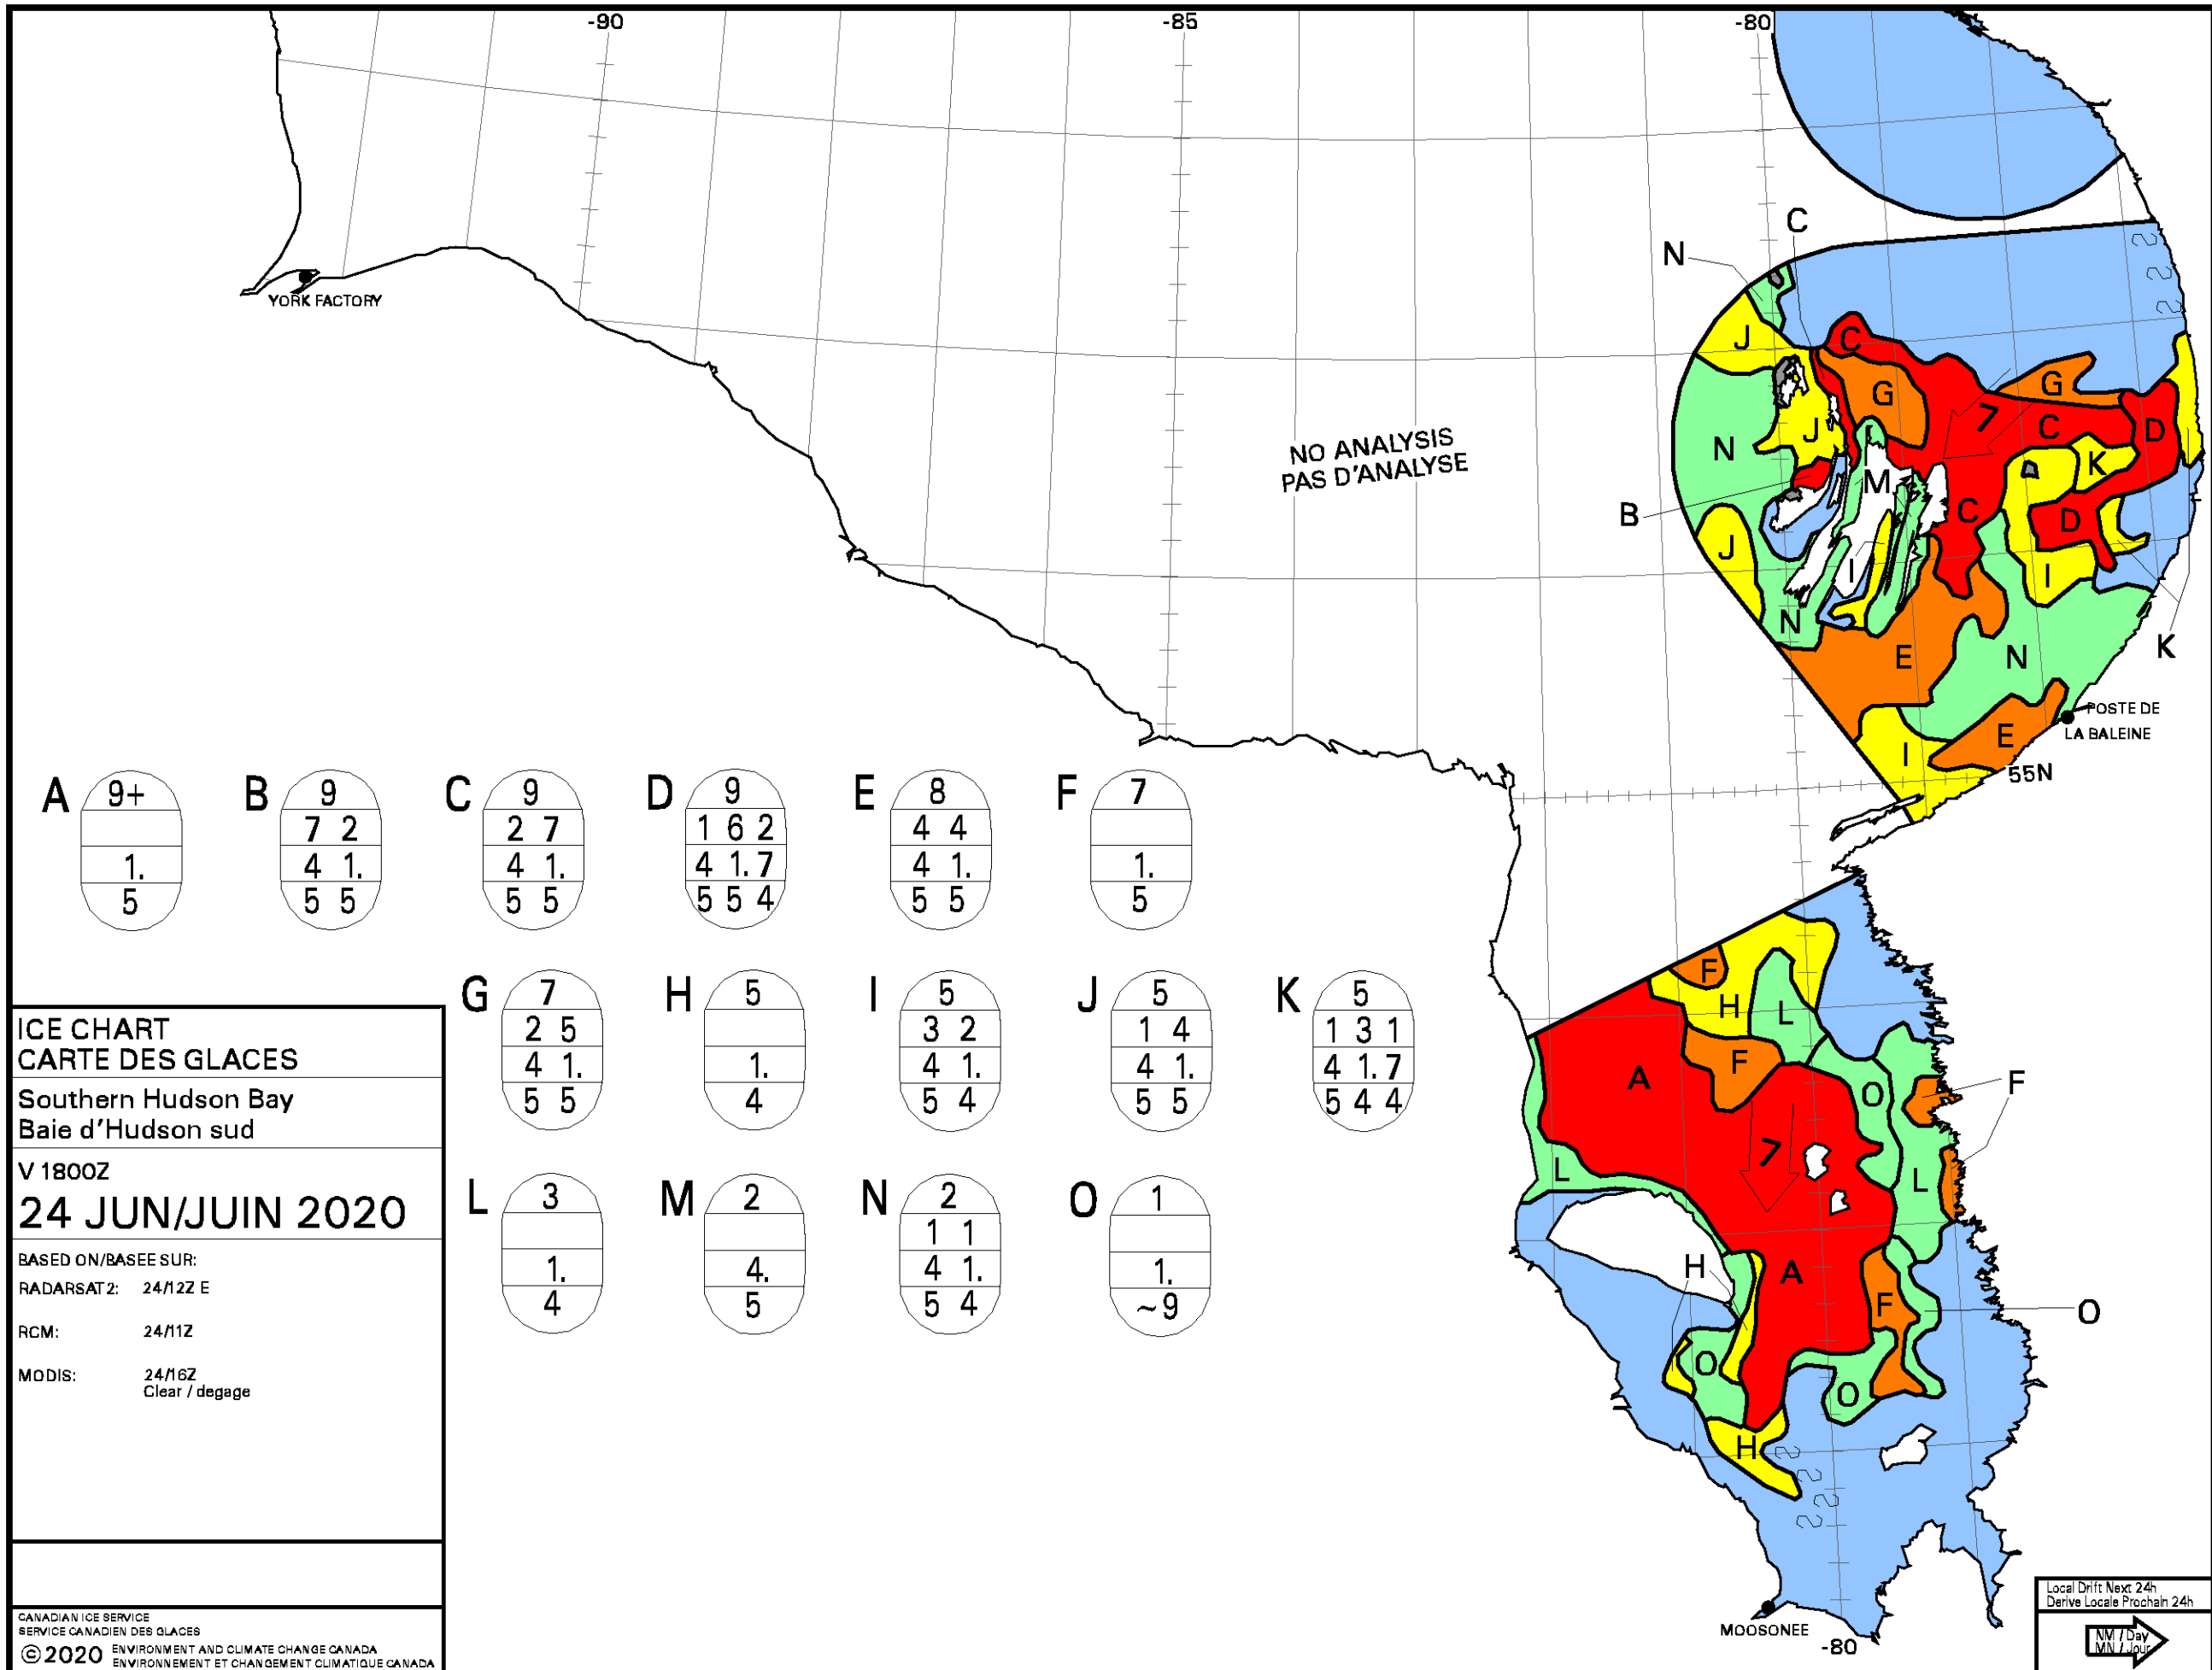 -90
-85
-80
C
N
YORK FACTORY
J
C
G
G
7
C
D
NO ANALYSIS
PAS D'ANALYSE
N
J
K
M
B
C
D
J
I
I
N
K
E
N
POSTE DE
LA BALEINE
I
E
55N
A
9+
1.
5
B
9
7 2
4 1.
5 5
C
9
2 7
4 1.
5 5
D
9
1 6 2
4 1. 7
5 5 4
E
8
4 4
4 1.
5 5
F
7
1.
5
G
7
2 5
4 1.
5 5
H
5
1.
4
I
5
3 2
4 1.
5 4
J
5
1 4
4 1.
5 5
K
5
1 3 1
4 1. 7
5 4 4
L
3
1.
4
M
2
4.
5
N
2
1 1
4 1.
5 4
O
1
1.
~9
F
H
L
F
A
O
F
7
L
L
H
A
F
O
O
O
H
MOOSONEE
-80
ICE CHART
CARTE DES GLACES
Southern Hudson Bay
Baie d'Hudson sud
V 1800Z
24 JUN/JUIN 2020
BASED ON/BASEE SUR:
RADARSAT2: 24/12Z E
RCM: 24/11Z
MODIS: 24/16Z
Clear / degage
CANADIAN ICE SERVICE
SERVICE CANADIEN DES GLACES
©2020 ENVIRONMENT AND CLIMATE CHANGE CANADA
ENVIRONNEMENT ET CHANGEMENT CLIMATIQUE CANADA
Local Drift Next 24h
Derive Locale Prochain 24h
NM / Day
MN / Jour